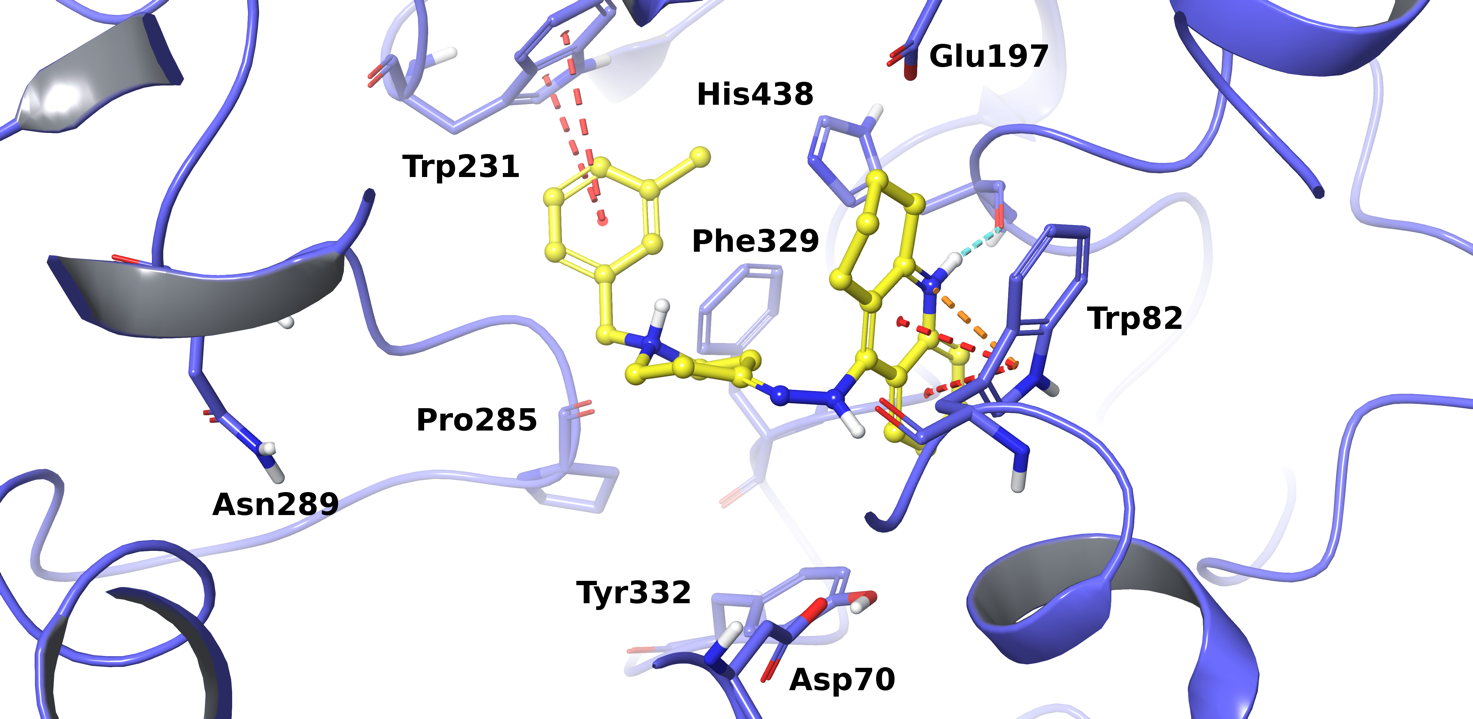 Glu197
His438
Trp231
Phe329
Trp82
Pro285
Asn289
Tyr332
Asp70